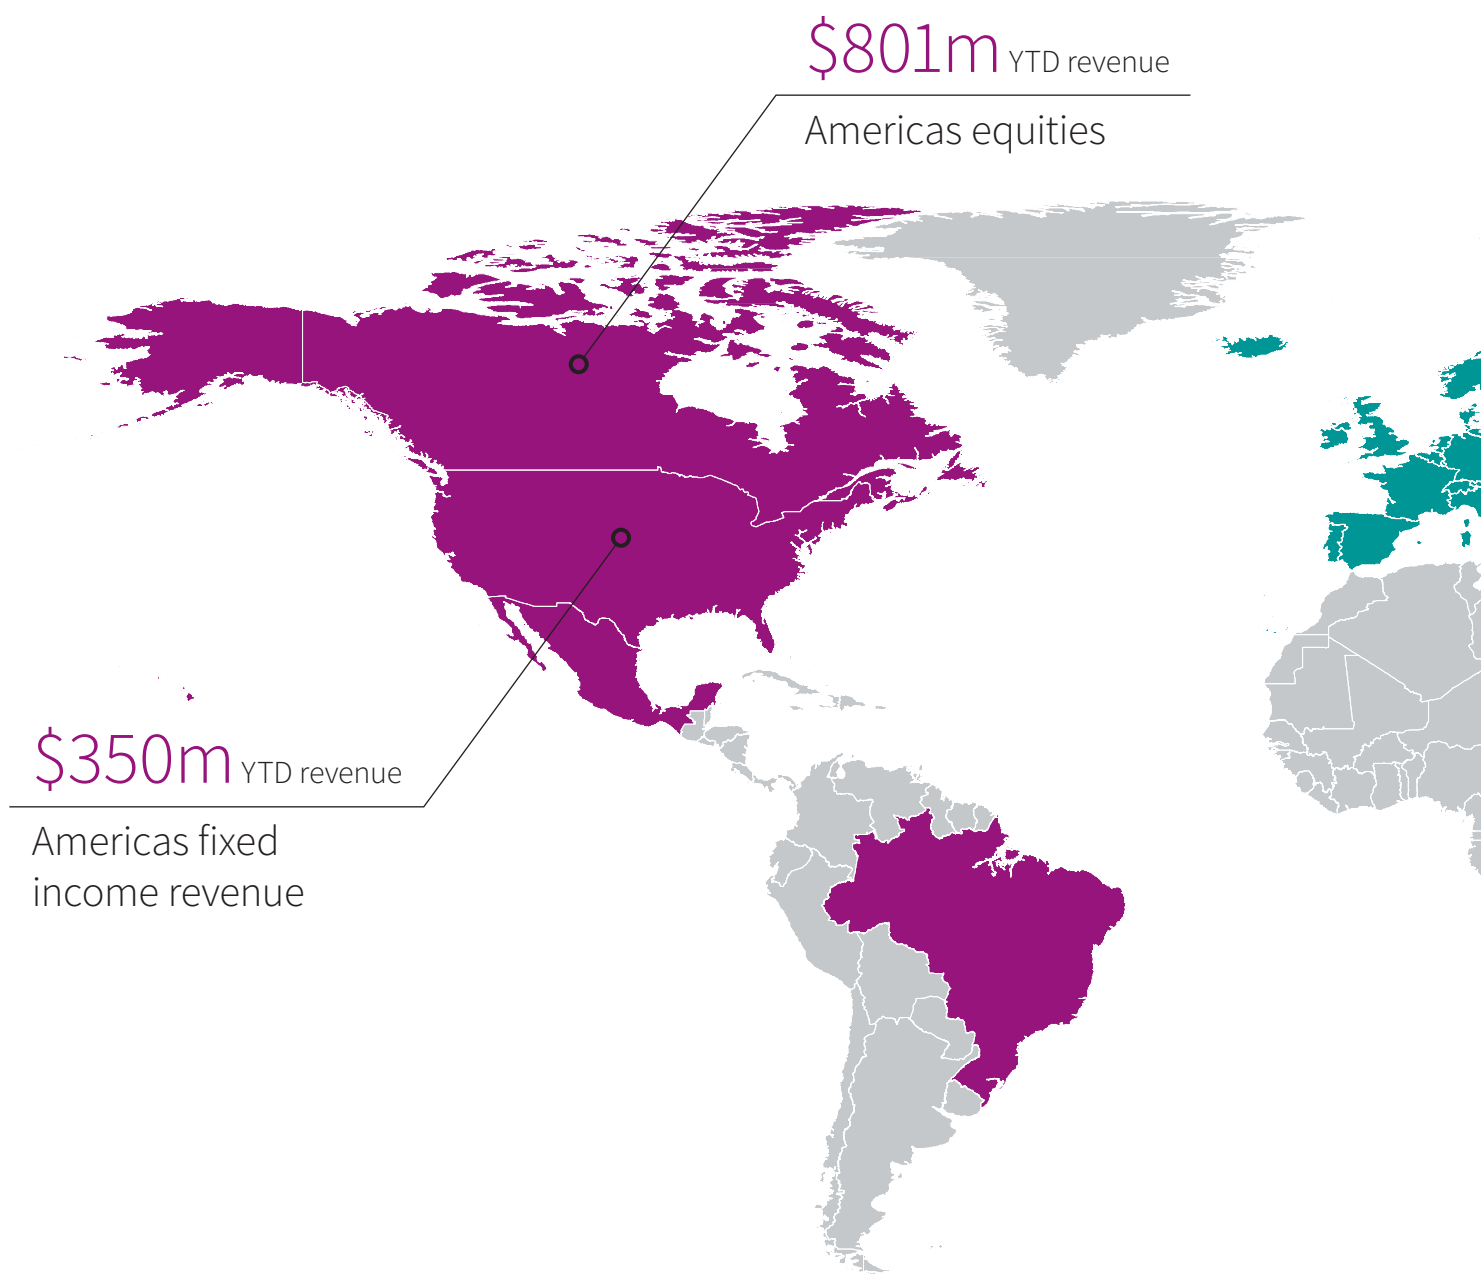 $801m YTD revenue
Americas equities
$350m YTD revenue
Americas fixed
income revenue